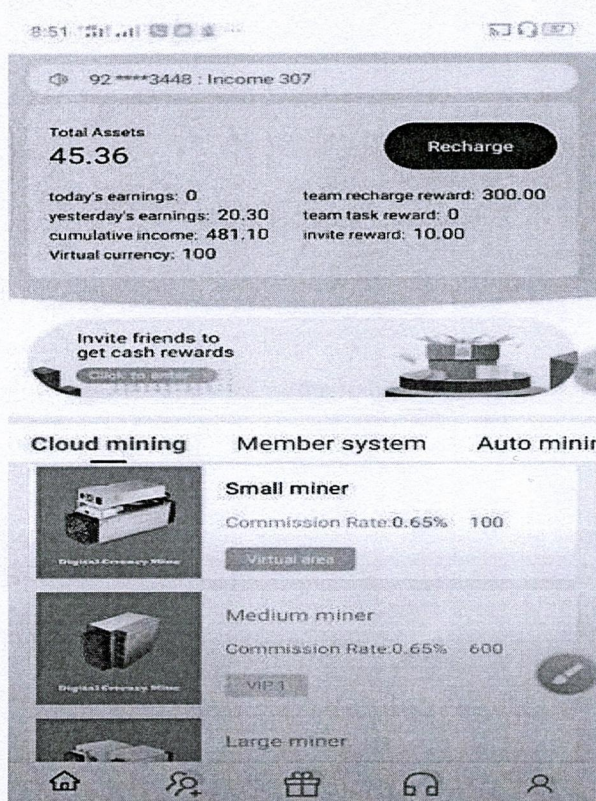 8:51
92 ****3448 : Income 307
Total Assets
45.36
Recharge
today's earnings: 0
yesterday's earnings: 20.30
cumulative income: 481.10
Virtual currency: 100
team recharge reward: 300.00
team task reward: 0
invite reward: 10.00
Invite friends to
get cash rewards
Click to enter
Cloud mining Member system Auto minin
Small miner
Commission Rate:0.65% 100
Virtual area
Medium miner
Commission Rate:0.65% 600
VIP 1
Large miner